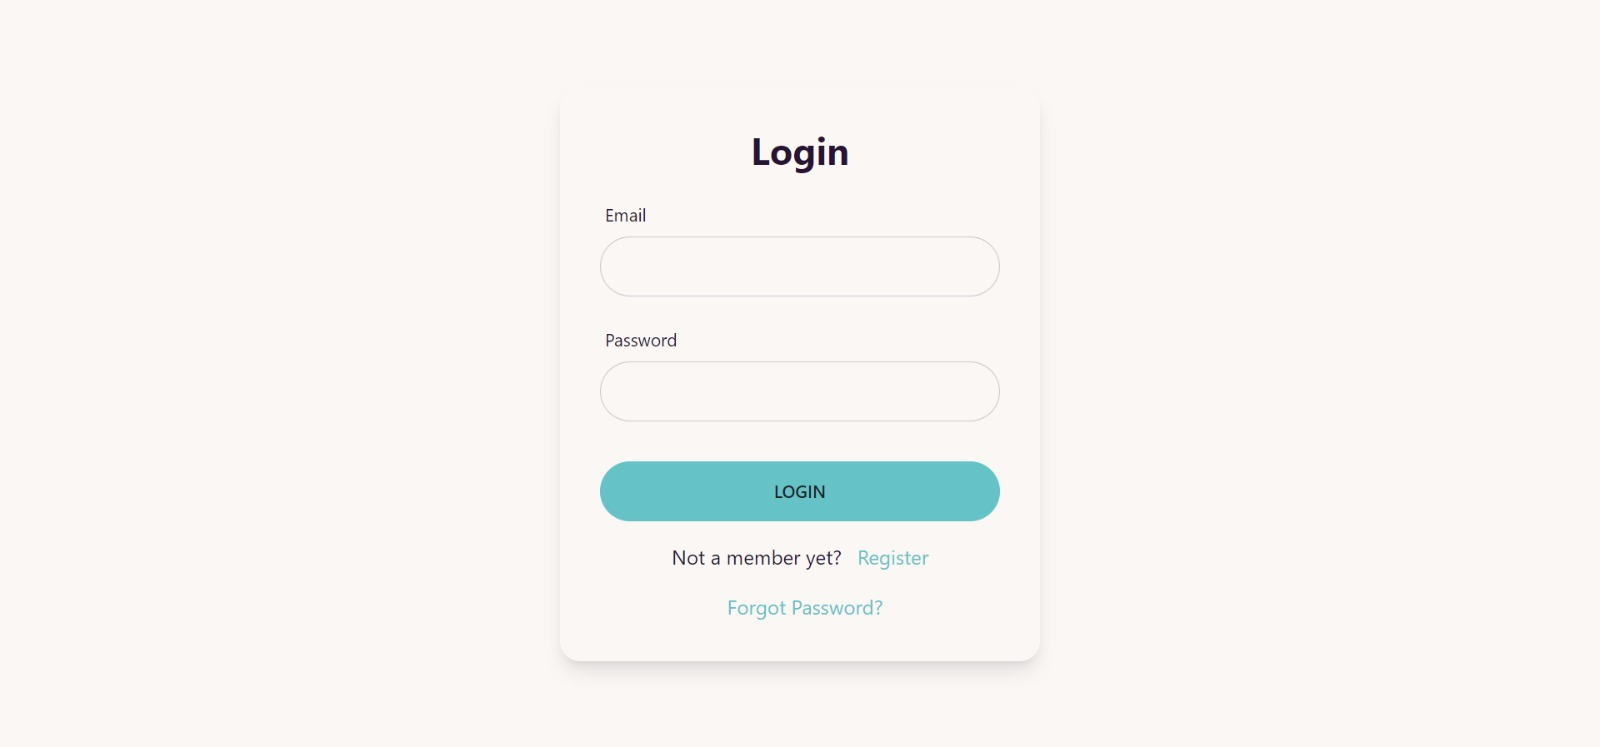 Login
Email
Password
LOGIN
Not a member yet? Register
Forgot Password?